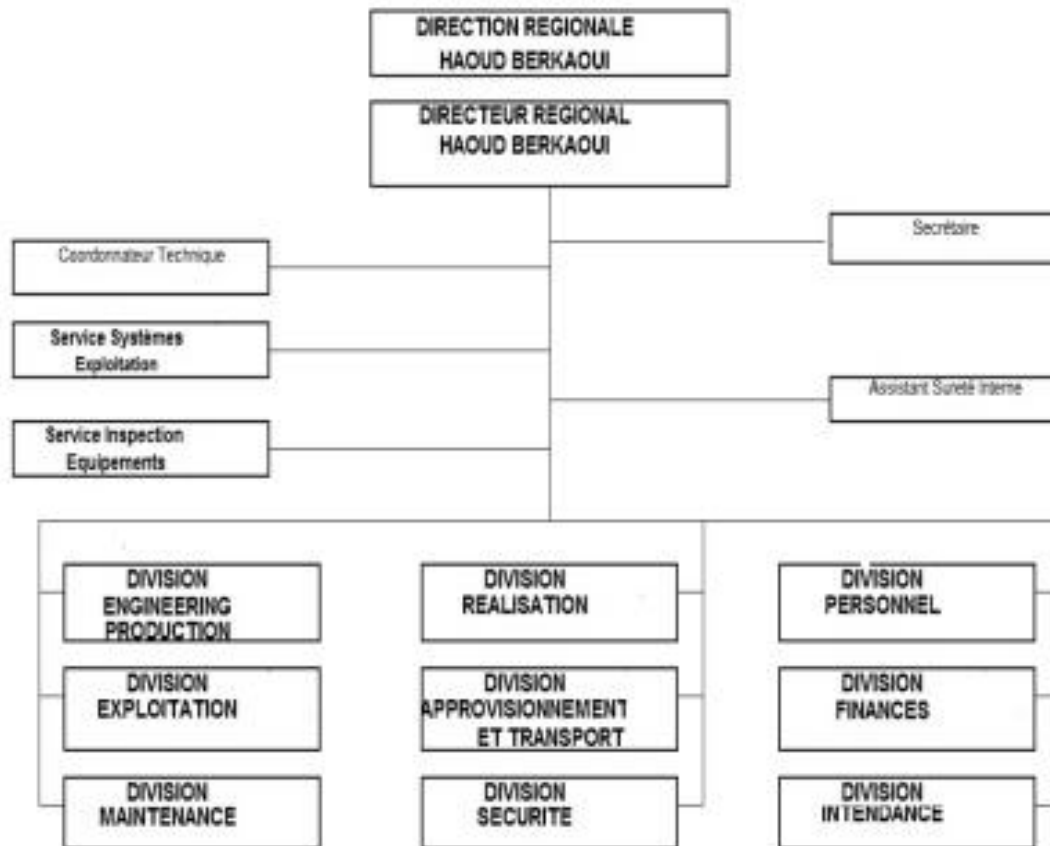 DIRECTION REGIONALE
HAOUD BERKAOUI
DIRECTEUR REGIONAL
HAOUD BERKAOUI
Secrétaire
Coordonnateur Technique
Service Systèmes
Exploitation
Assistant Sureté Interne
Service Inspection
Equipements
DIVISION
ENGINEERING
PRODUCTION
DIVISION
REALISATION
DIVISION
PERSONNEL
DIVISION
EXPLOITATION
DIVISION
APPROVISIONNEMENT
ET TRANSPORT
DIVISION
FINANCES
DIVISION
MAINTENANCE
DIVISION
SECURITE
DIVISION
INTENDANCE